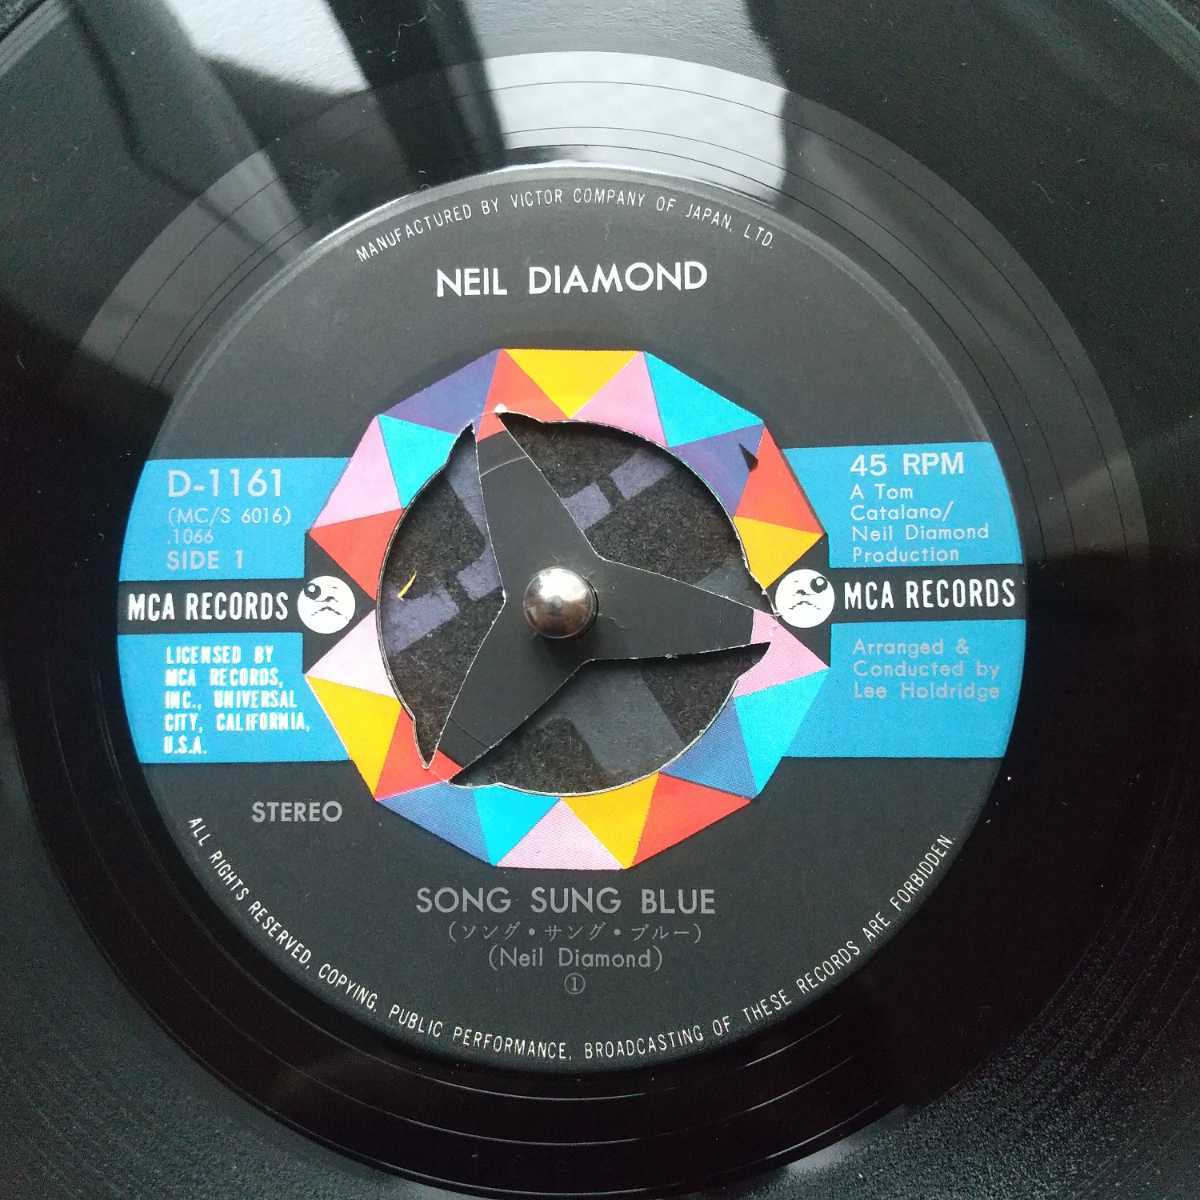 MANUFACTURED BY VICTOR COMPANY OF JAPAN, LTD.
NEIL DIAMOND
D-1161
(MC/S 6016)
.1066
SIDE 1
45 RPM
A Tom
Catalano/
Neil Diamond
Production
MCA RECORDS
MCA RECORDS
LICENSED BY
MCA RECORDS,
INC., UNIVERSAL
CITY, CALIFORNIA,
U.S.A.
Arranged &
Conducted by
Lee Holdridge
STEREO
SONG SUNG BLUE
(ソング・サング・ブルー)
(Neil Diamond)
①
ALL RIGHTS RESERVED, COPYING, PUBLIC PERFORMANCE, BROADCASTING OF THESE RECORDS ARE FORBIDDEN.